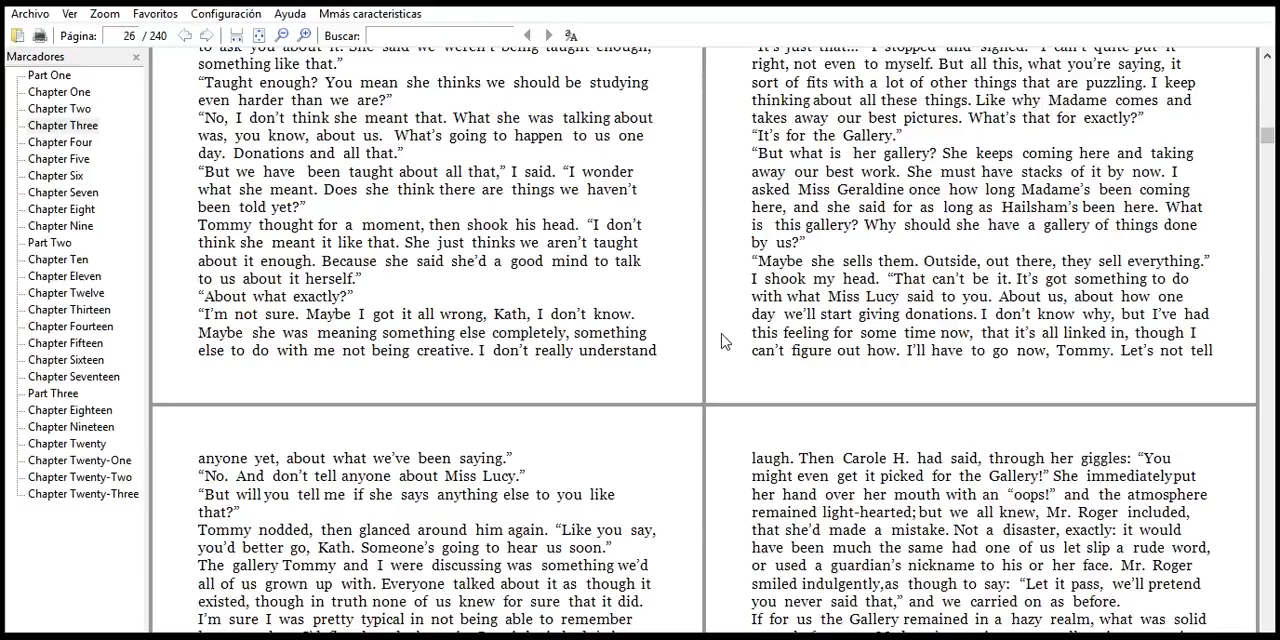 Archivo Ver Zoom Favoritos Configuración Ayuda Mmás caracteristicas
Página: 26 / 240 Buscar:
Marcadores
Part One
Chapter One
Chapter Two
Chapter Three
Chapter Four
Chapter Five
Chapter Six
Chapter Seven
Chapter Eight
Chapter Nine
Part Two
Chapter Ten
Chapter Eleven
Chapter Twelve
Chapter Thirteen
Chapter Fourteen
Chapter Fifteen
Chapter Sixteen
Chapter Seventeen
Part Three
Chapter Eighteen
Chapter Nineteen
Chapter Twenty
Chapter Twenty-One
Chapter Twenty-Two
Chapter Twenty-Three
to ask you about it. She said we weren't being taught enough,
something like that.”
“Taught enough? You mean she thinks we should be studying
even harder than we are?”
“No, I don’t think she meant that. What she was talking about
was, you know, about us. What’s going to happen to us one
day. Donations and all that.”
“But we have been taught about all that,” I said. “I wonder
what she meant. Does she think there are things we haven’t
been told yet?”
Tommy thought for a moment, then shook his head. “I don’t
think she meant it like that. She just thinks we aren’t taught
about it enough. Because she said she’d a good mind to talk
to us about it herself.”
“About what exactly?”
“I’m not sure. Maybe I got it all wrong, Kath, I don’t know.
Maybe she was meaning something else completely, something
else to do with me not being creative. I don’t really understand
“It’s just that...” I stopped and sighed. “I can’t quite put it
right, not even to myself. But all this, what you’re saying, it
sort of fits with a lot of other things that are puzzling. I keep
thinking about all these things. Like why Madame comes and
takes away our best pictures. What’s that for exactly?”
“It’s for the Gallery.”
“But what is her gallery? She keeps coming here and taking
away our best work. She must have stacks of it by now. I
asked Miss Geraldine once how long Madame’s been coming
here, and she said for as long as Hailsham’s been here. What
is this gallery? Why should she have a gallery of things done
by us?”
“Maybe she sells them. Outside, out there, they sell everything.”
I shook my head. “That can’t be it. It’s got something to do
with what Miss Lucy said to you. About us, about how one
day we’ll start giving donations. I don’t know why, but I’ve had
this feeling for some time now, that it’s all linked in, though I
can’t figure out how. I’ll have to go now, Tommy. Let’s not tell
anyone yet, about what we’ve been saying.”
“No. And don’t tell anyone about Miss Lucy.”
“But will you tell me if she says anything else to you like
that?”
Tommy nodded, then glanced around him again. “Like you say,
you’d better go, Kath. Someone’s going to hear us soon.”
The gallery Tommy and I were discussing was something we’d
all of us grown up with. Everyone talked about it as though it
existed, though in truth none of us knew for sure that it did.
I’m sure I was pretty typical in not being able to remember
laugh. Then Carole H. had said, through her giggles: “You
might even get it picked for the Gallery!” She immediately put
her hand over her mouth with an “oops!” and the atmosphere
remained light-hearted; but we all knew, Mr. Roger included,
that she’d made a mistake. Not a disaster, exactly: it would
have been much the same had one of us let slip a rude word,
or used a guardian’s nickname to his or her face. Mr. Roger
smiled indulgently, as though to say: “Let it pass, we’ll pretend
you never said that,” and we carried on as before.
If for us the Gallery remained in a hazy realm, what was solid